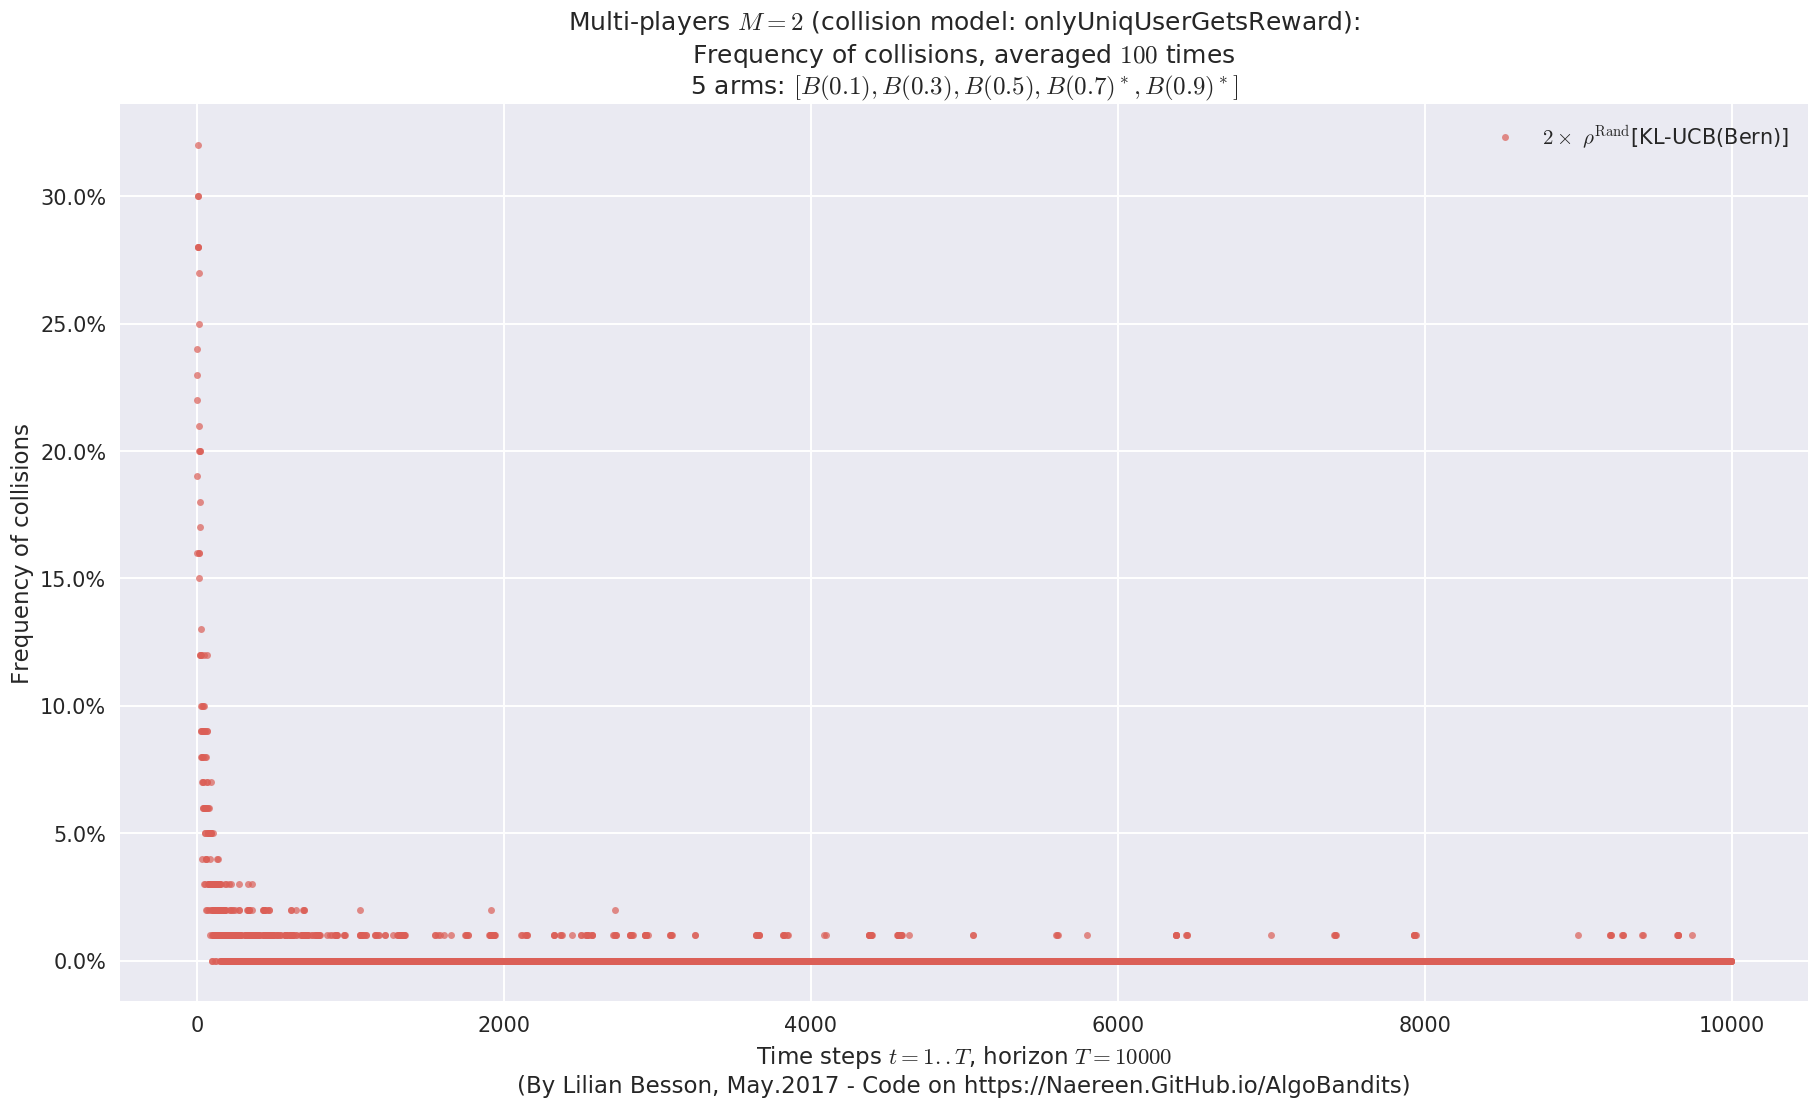 Multi-players M = 2 (collision model: onlyUniqUserGetsReward):
Frequency of collisions, averaged 100 times
5 arms: [B(0.1), B(0.3), B(0.5), B(0.7)*, B(0.9)*]
2× ρ^Rand[KL-UCB(Bern)]
Frequency of collisions
30.0%
25.0%
20.0%
15.0%
10.0%
5.0%
0.0%
0 2000 4000 6000 8000 10000
Time steps t = 1..T, horizon T = 10000
(By Lilian Besson, May.2017 - Code on https://Naereen.GitHub.io/AlgoBandits)